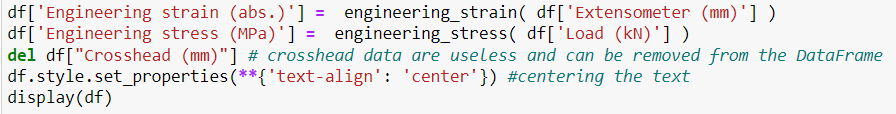 df['Engineering strain (abs.)'] =  engineering_strain( df['Extensometer (mm)'] )
df['Engineering stress (MPa)'] =  engineering_stress( df['Load (kN)'] )
del df["Crosshead (mm)"] # crosshead data are useless and can be removed from the DataFrame
df.style.set_properties(**{'text-align': 'center'}) #centering the text
display(df)